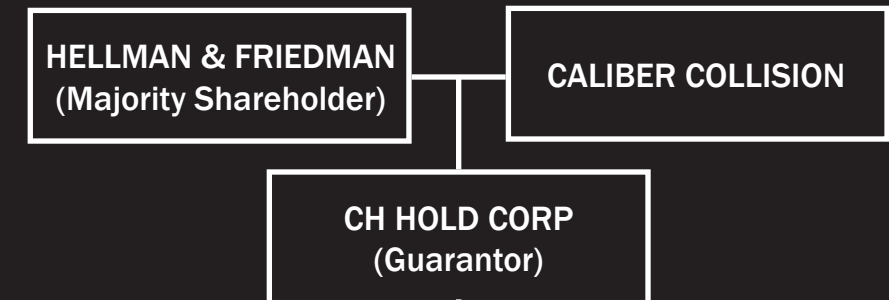 HELLMAN & FRIEDMAN
(Majority Shareholder)
CALIBER COLLISION
CH HOLD CORP
(Guarantor)